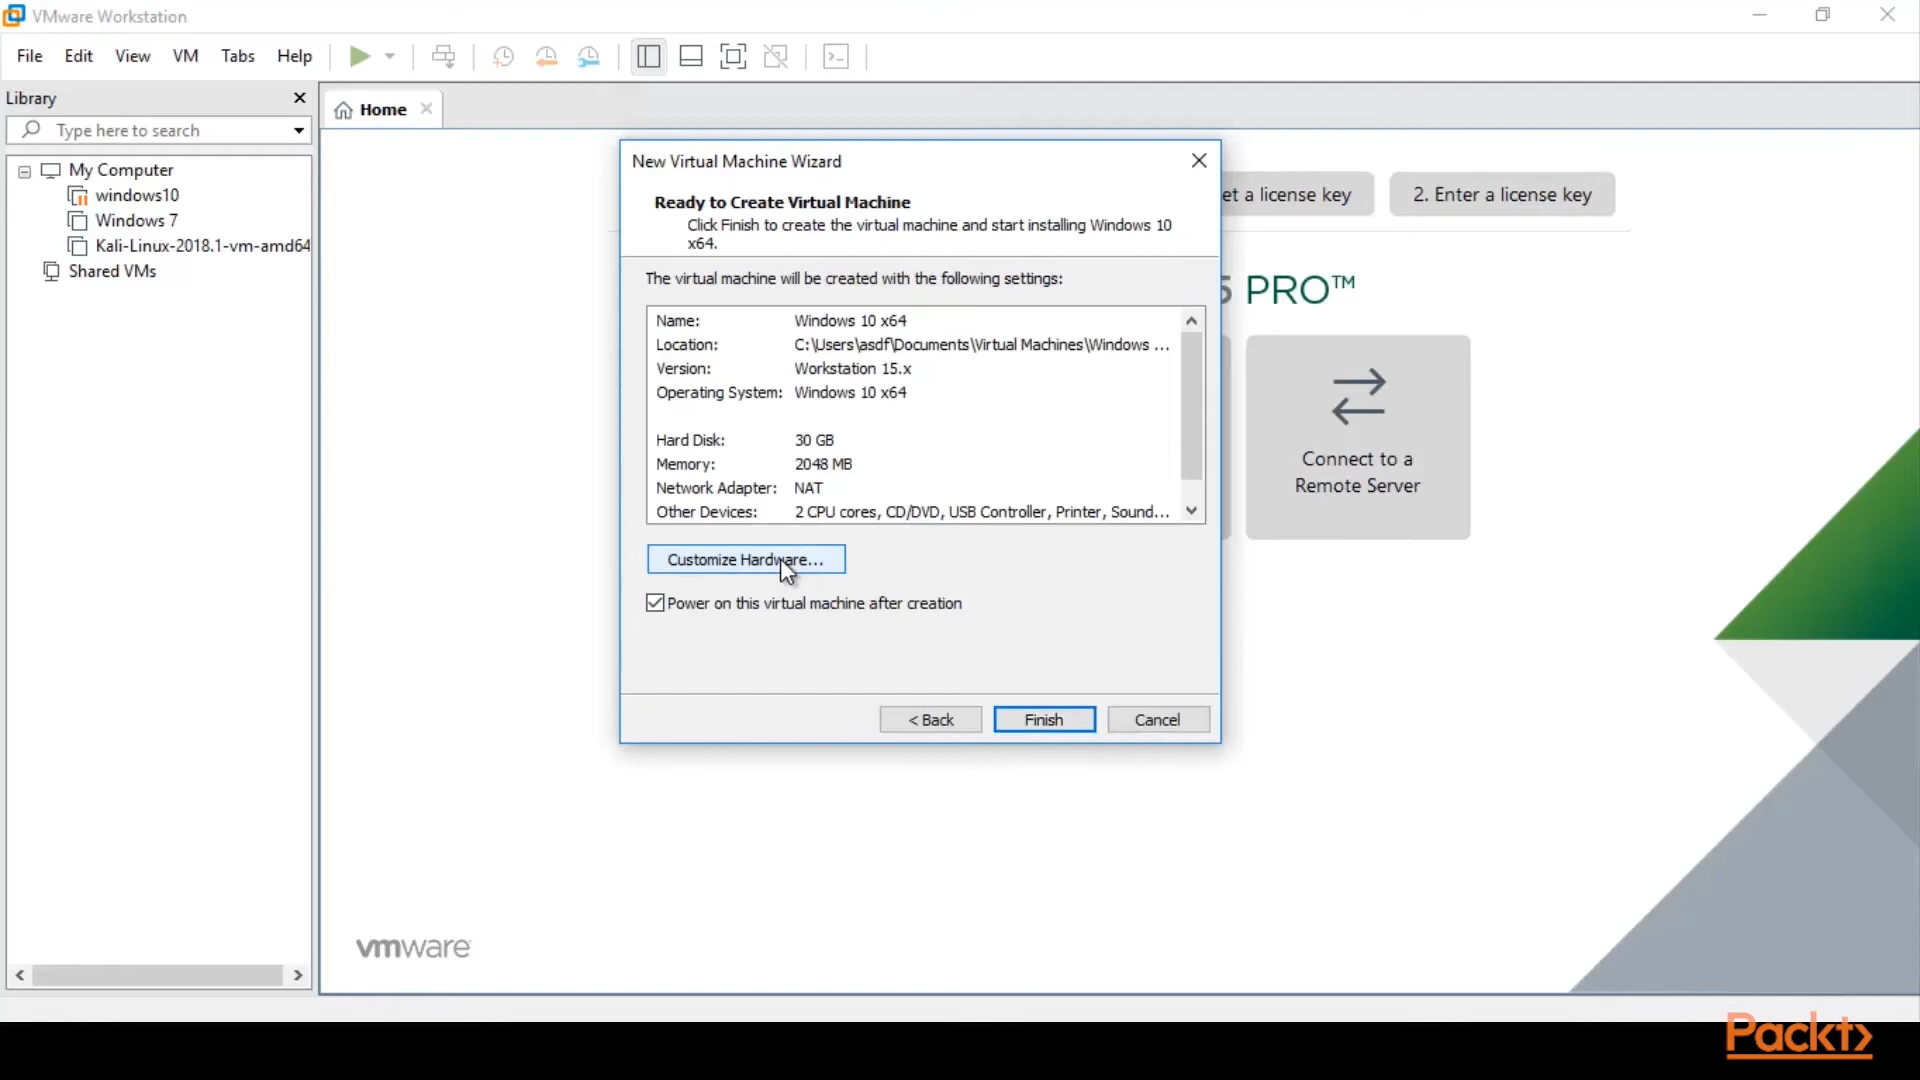 VMware Workstation
File Edit View VM Tabs Help
Library
Type here to search
My Computer
windows10
Windows 7
Kali-Linux-2018.1-vm-amd64
Shared VMs
Home
New Virtual Machine Wizard
Ready to Create Virtual Machine
Click Finish to create the virtual machine and start installing Windows 10
x64.
The virtual machine will be created with the following settings:
Name: Windows 10 x64
Location: C:\Users\asdf\Documents\Virtual Machines\Windows ...
Version: Workstation 15.x
Operating System: Windows 10 x64
Hard Disk: 30 GB
Memory: 2048 MB
Network Adapter: NAT
Other Devices: 2 CPU cores, CD/DVD, USB Controller, Printer, Sound...
Customize Hardware...
Power on this virtual machine after creation
< Back Finish Cancel
a license key
2. Enter a license key
PRO™
Connect to a
Remote Server
vmware
Packt>